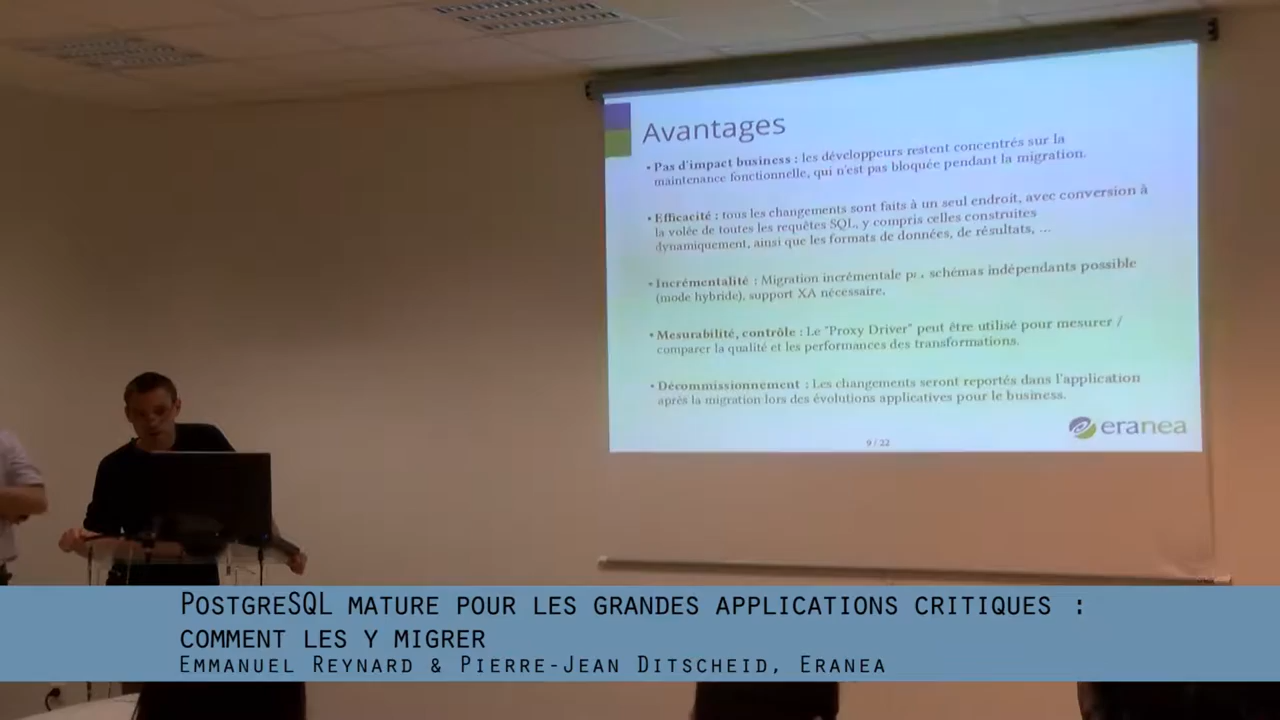 Avantages
• Pas d'impact business : les développeurs restent concentrés sur la
maintenance fonctionnelle, qui n'est pas bloquée pendant la migration.
• Efficacité : tous les changements sont faits à un seul endroit, avec conversion à
la volée de toutes les requêtes SQL, y compris celles construites
dynamiquement, ainsi que les formats de données, de résultats, ...
• Incrémentalité : Migration incrémentale schémas indépendants possible
(mode hybride), support XA nécessaire.
• Mesurabilité, contrôle : Le "Proxy Driver" peut être utilisé pour mesurer /
comparer la qualité et les performances des transformations.
• Décommissionnement : Les changements seront reportés dans l'application
après la migration lors des évolutions applicatives pour le business.
eranea
9 / 22
PostgreSQL mature pour les grandes applications critiques :
comment les y migrer
Emmanuel Reynard & Pierre-Jean Ditscheid, Eranea